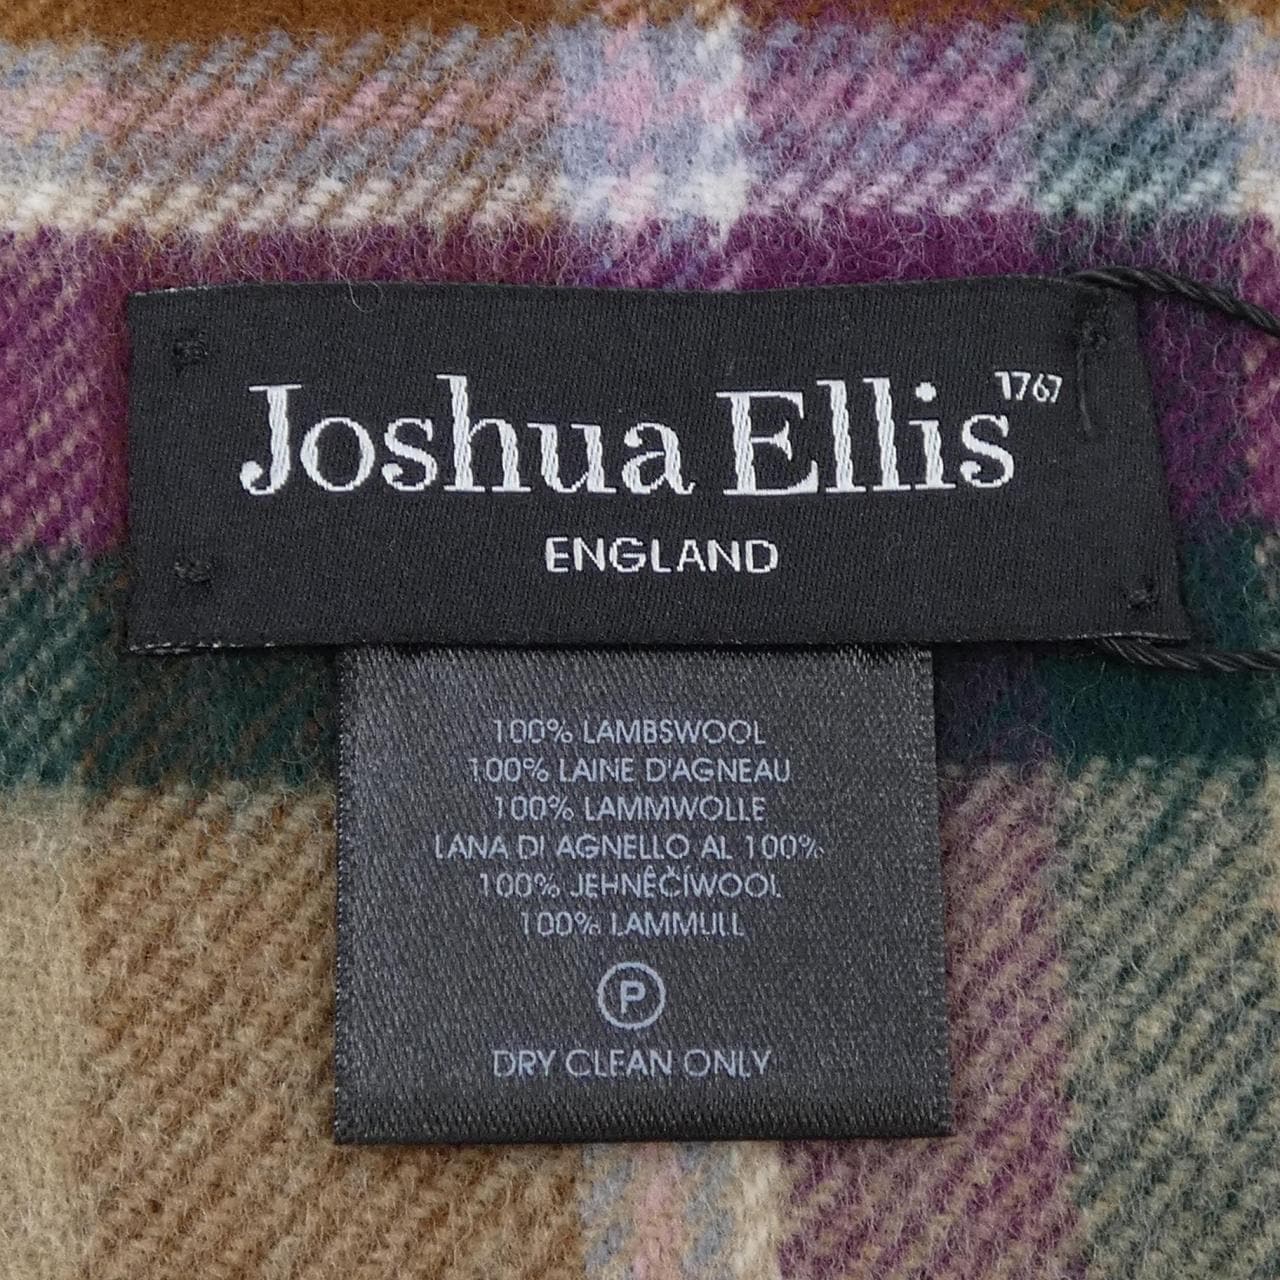 Joshua Ellis 1767
ENGLAND
100% LAMBSWOOL
100% LAINE D'AGNEAU
100% LAMMWOLLE
LANA DI AGNELLO AL 100%
100% JEHNĚČÍWOOL
100% LAMMULL
P
DRY CLEAN ONLY